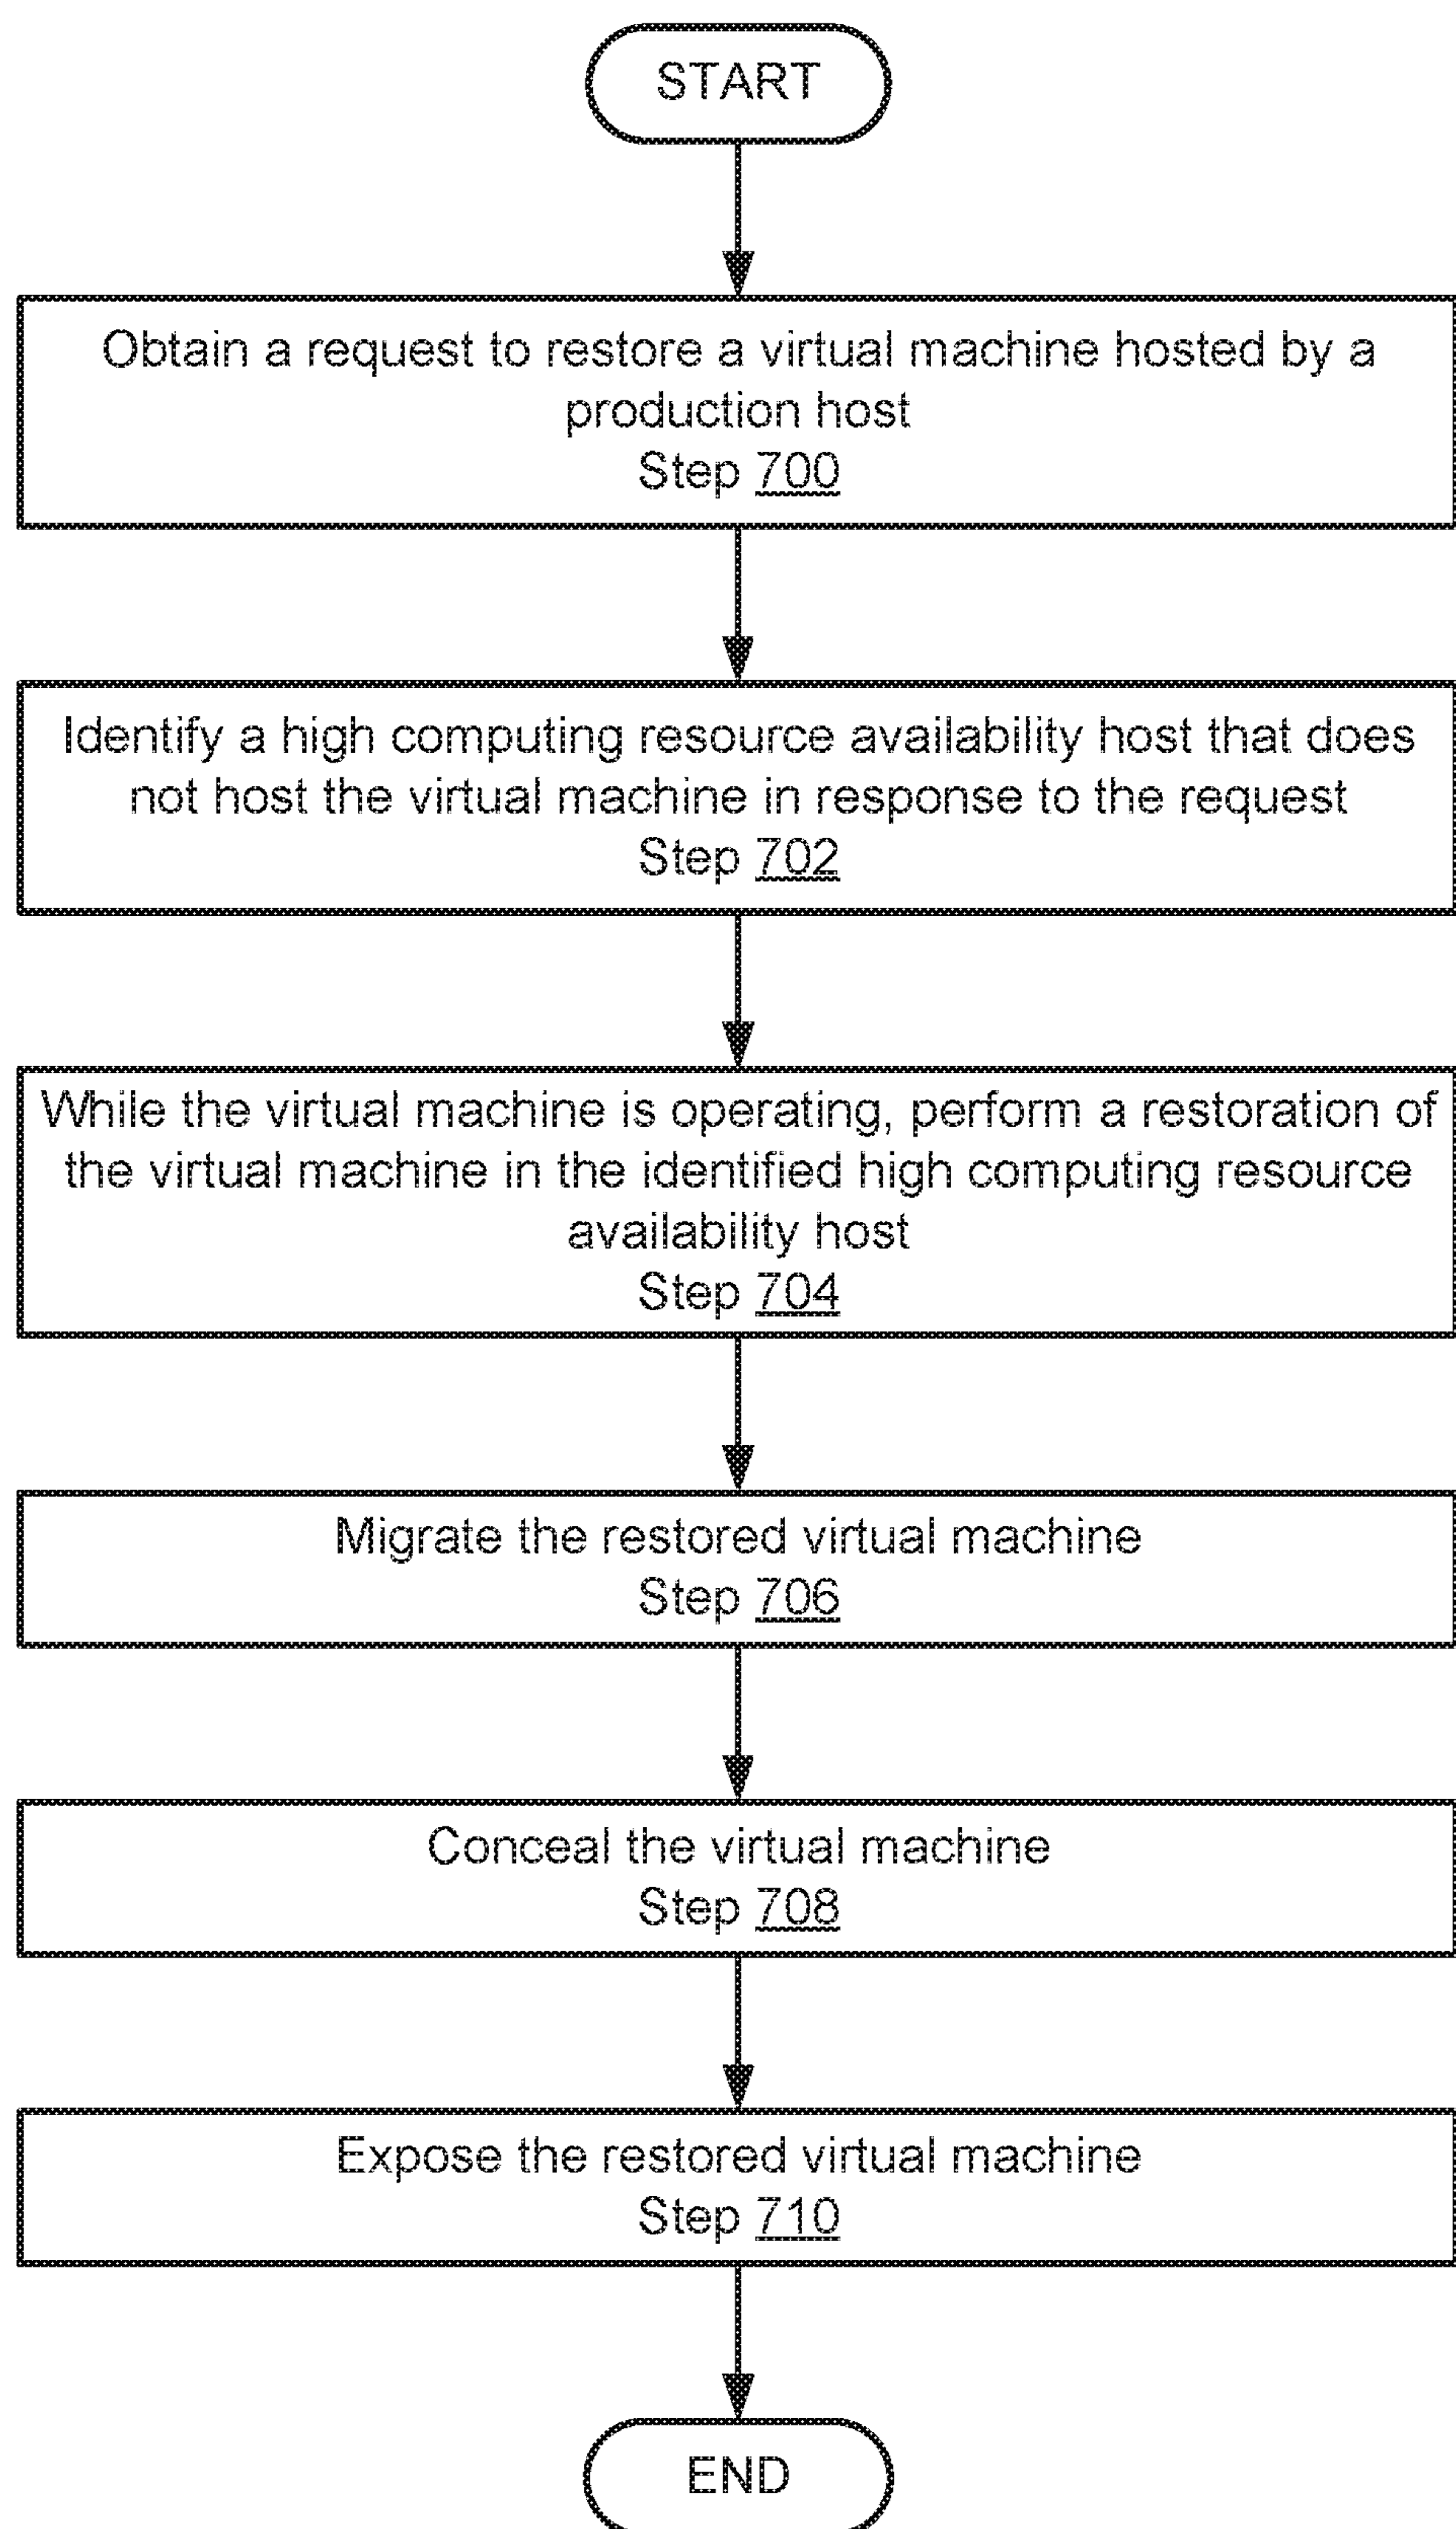 START
Obtain a request to restore a virtual machine hosted by a
production host
Step 700
Identify a high computing resource availability host that does
not host the virtual machine in response to the request
Step 702
While the virtual machine is operating, perform a restoration of
the virtual machine in the identified high computing resource
availability host
Step 704
Migrate the restored virtual machine
Step 706
Conceal the virtual machine
Step 708
Expose the restored virtual machine
Step 710
END